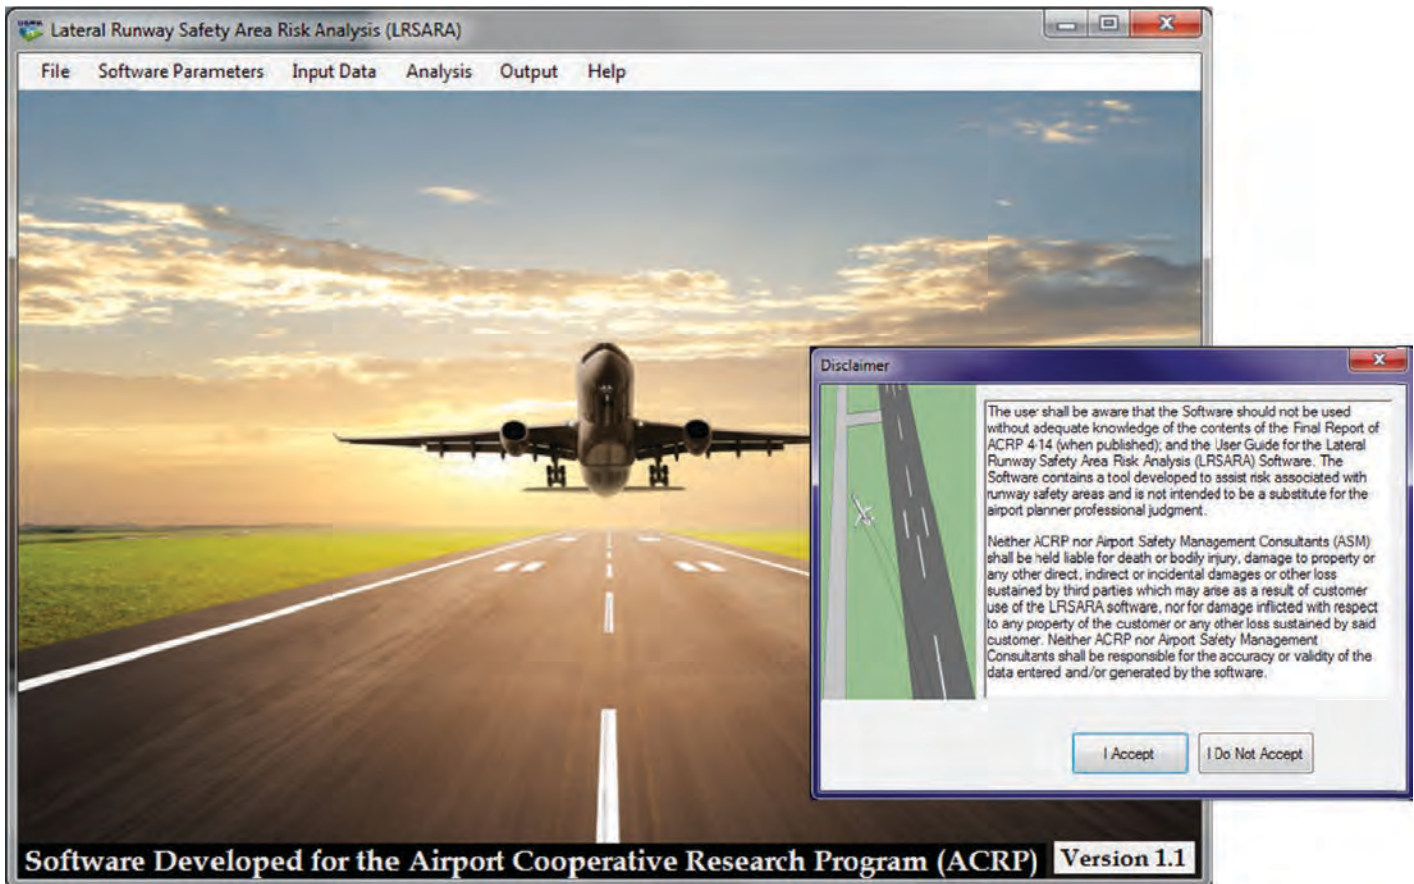 Lateral Runway Safety Area Risk Analysis (LRSARA)
File Software Parameters Input Data Analysis Output Help
Disclaimer
The user shall be aware that the Software should not be used
without adequate knowledge of the contents of the Final Report of
ACRP 4-14 (when published); and the User Guide for the Lateral
Runway Safety Area Risk Analysis (LRSARA) Software. The
Software contains a tool developed to assist risk associated with
runway safety areas and is not intended to be a substitute for the
airport planner professional judgment.
Neither ACRP nor Airport Safety Management Consultants (ASM)
shall be held liable for death or bodily injury, damage to property or
any other direct, indirect or incidental damages or other loss
sustained by third parties which may arise as a result of customer
use of the LRSARA software, nor for damage inflicted with respect
to any property of the customer or any other loss sustained by said
customer. Neither ACRP nor Airport Safety Management
Consultants shall be responsible for the accuracy or validity of the
data entered and/or generated by the software.
I Accept I Do Not Accept
Software Developed for the Airport Cooperative Research Program (ACRP) Version 1.1